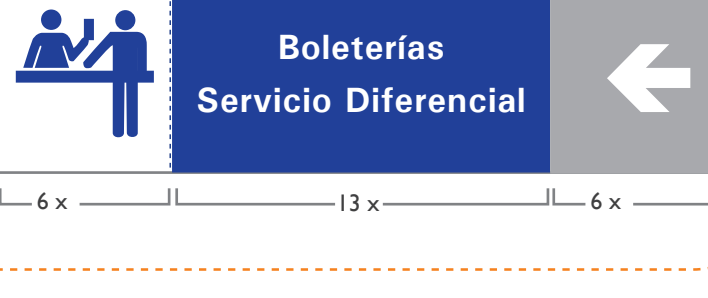 Boleterías
Servicio Diferencial
6 x
13 x
6 x